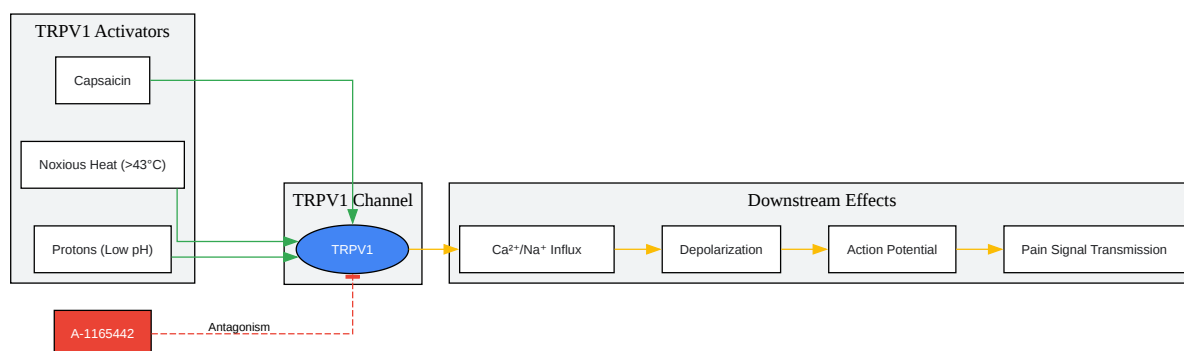 TRPV1 Activators
Capsaicin
Noxious Heat (>43°C)
Protons (Low pH)
A-1165442
Antagonism
TRPV1 Channel
TRPV1
Downstream Effects
Ca²⁺/Na⁺ Influx
Depolarization
Action Potential
Pain Signal Transmission